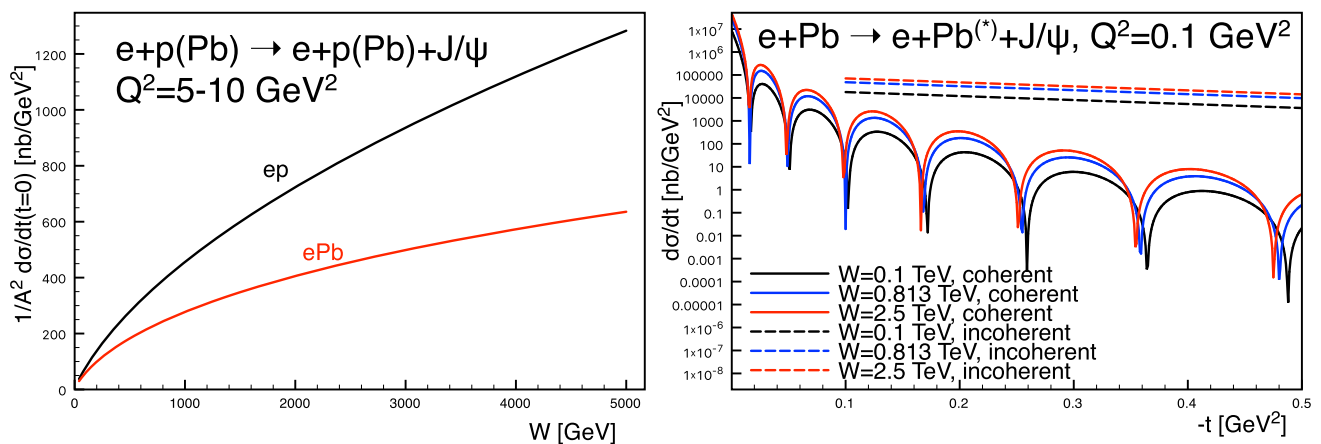 e+p(Pb) → e+p(Pb)+J/ψ
Q²=5-10 GeV²
1/A² dσ/dt(t=0) [nb/GeV²]
1200
1000
800
600
400
200
0
ep
ePb
0 1000 2000 3000 4000 5000
W [GeV]
e+Pb → e+Pb⁽*⁾+J/ψ, Q²=0.1 GeV²
dσ/dt [nb/GeV²]
1×10⁷
1×10⁶
100000
10000
1000
100
10
1
0.1
0.01
0.001
0.0001
0.00001
1×10⁻⁶
1×10⁻⁷
1×10⁻⁸
W=0.1 TeV, coherent
W=0.813 TeV, coherent
W=2.5 TeV, coherent
W=0.1 TeV, incoherent
W=0.813 TeV, incoherent
W=2.5 TeV, incoherent
0.1 0.2 0.3 0.4 0.5
-t [GeV²]